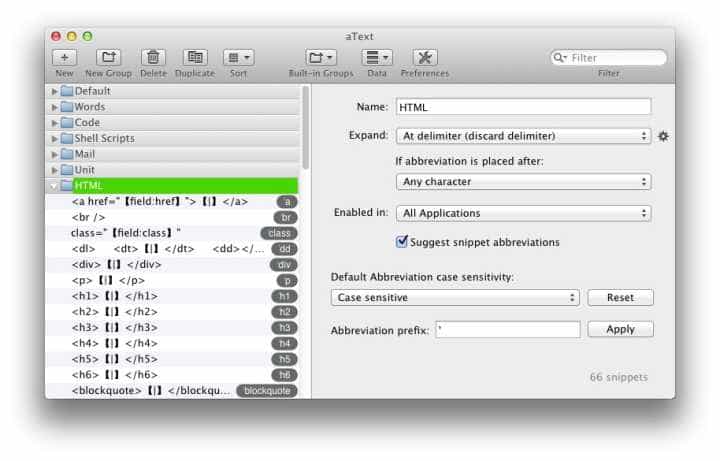 aText
New New Group Delete Duplicate Sort Built-in Groups Data Preferences Filter
Filter
Default
Words
Code
Shell Scripts
Mail
Unit
HTML
<a href="【field:href】">【|】</a> a
<br /> br
class="【field:class】" class
<dl> <dt>【|】</dt> <dd></... dd
<div>【|】</div> div
<p>【|】</p> p
<h1>【|】</h1> h1
<h2>【|】</h2> h2
<h3>【|】</h3> h3
<h4>【|】</h4> h4
<h5>【|】</h5> h5
<h6>【|】</h6> h6
<blockquote>【|】</blockqu... blockquote
Name: HTML
Expand: At delimiter (discard delimiter)
If abbreviation is placed after:
Any character
Enabled in: All Applications
Suggest snippet abbreviations
Default Abbreviation case sensitivity:
Case sensitive Reset
Abbreviation prefix: Apply
66 snippets